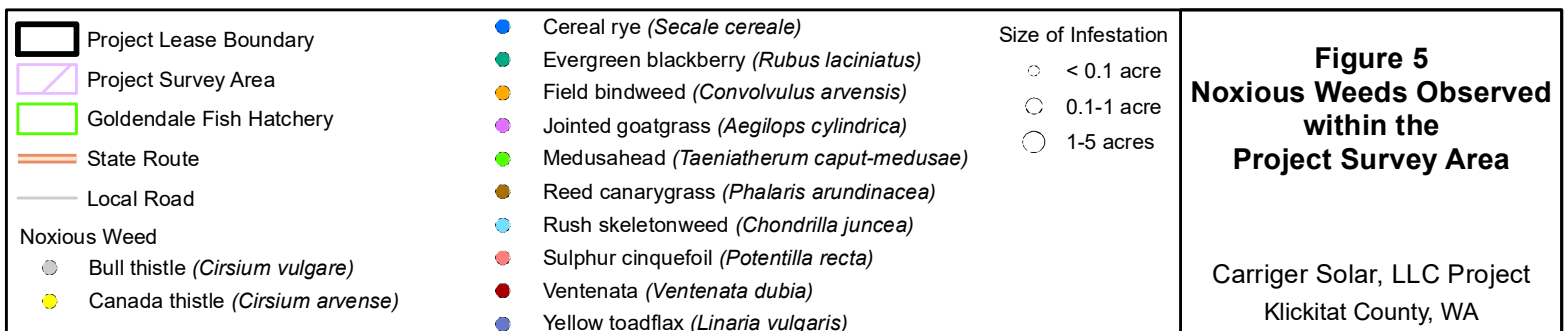 Project Lease Boundary
Project Survey Area
Goldendale Fish Hatchery
State Route
Local Road
Noxious Weed
Bull thistle (Cirsium vulgare)
Canada thistle (Cirsium arvense)
Cereal rye (Secale cereale)
Evergreen blackberry (Rubus laciniatus)
Field bindweed (Convolvulus arvensis)
Jointed goatgrass (Aegilops cylindrica)
Medusahead (Taeniatherum caput-medusae)
Reed canarygrass (Phalaris arundinacea)
Rush skeletonweed (Chondrilla juncea)
Sulphur cinquefoil (Potentilla recta)
Ventenata (Ventenata dubia)
Yellow toadflax (Linaria vulgaris)
Size of Infestation
< 0.1 acre
0.1-1 acre
1-5 acres
Figure 5
Noxious Weeds Observed
within the
Project Survey Area
Carriger Solar, LLC Project
Klickitat County, WA